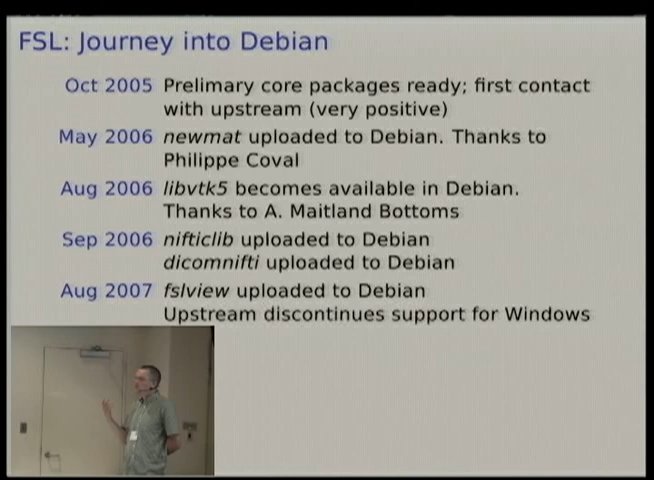 FSL: Journey into Debian
Oct 2005 Prelimary core packages ready; first contact
with upstream (very positive)
May 2006 newmat uploaded to Debian. Thanks to
Philippe Coval
Aug 2006 libvtk5 becomes available in Debian.
Thanks to A. Maitland Bottoms
Sep 2006 nifticlib uploaded to Debian
dicomnifti uploaded to Debian
Aug 2007 fslview uploaded to Debian
Upstream discontinues support for Windows